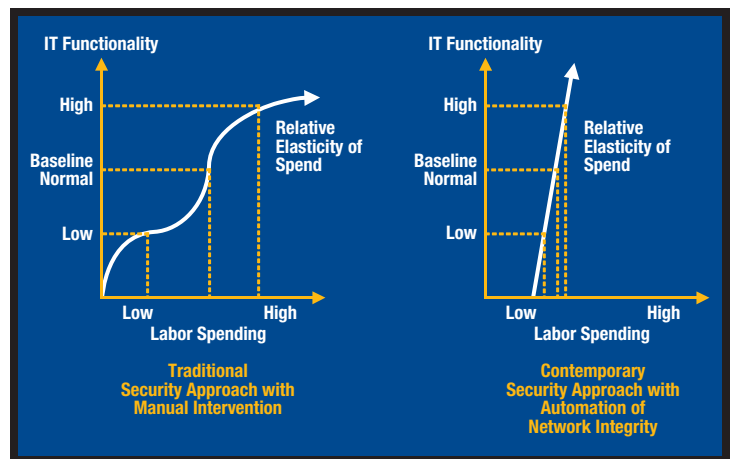 IT Functionality
High
Baseline
Normal
Low
Relative
Elasticity of
Spend
Low
High
Labor Spending
Traditional
Security Approach with
Manual Intervention
IT Functionality
High
Baseline
Normal
Low
Relative
Elasticity of
Spend
Low
High
Labor Spending
Contemporary
Security Approach with
Automation of
Network Integrity